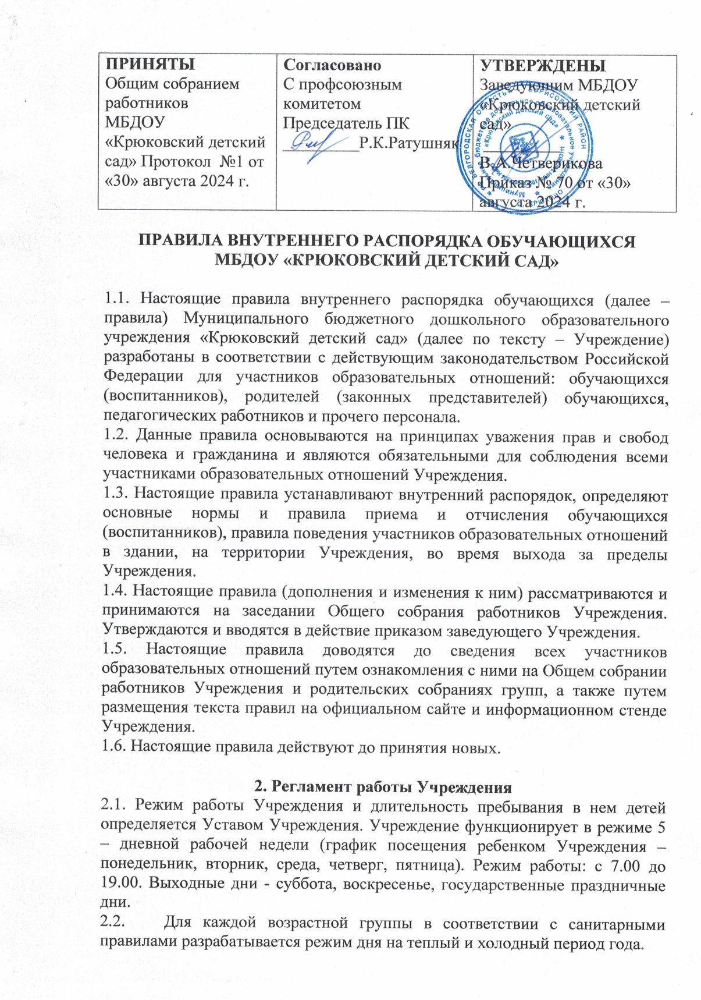 ПРИНЯТЫ
Общим собранием
работников
МБДОУ
«Крюковский детский
сад» Протокол №1 от
«30» августа 2024 г.
Согласовано
С профсоюзным
комитетом
Председатель ПК
_________Р.К.Ратушняк
УТВЕРЖДЕНЫ
Заведующим МБДОУ
«Крюковский детский
сад»
_________
В.А.Четверикова
Приказ № 70 от «30»
августа 2024 г.
ПРАВИЛА ВНУТРЕННЕГО РАСПОРЯДКА ОБУЧАЮЩИХСЯ
МБДОУ «КРЮКОВСКИЙ ДЕТСКИЙ САД»
1.1. Настоящие правила внутреннего распорядка обучающихся (далее –
правила) Муниципального бюджетного дошкольного образовательного
учреждения «Крюковский детский сад» (далее по тексту – Учреждение)
разработаны в соответствии с действующим законодательством Российской
Федерации для участников образовательных отношений: обучающихся
(воспитанников), родителей (законных представителей) обучающихся,
педагогических работников и прочего персонала.
1.2. Данные правила основываются на принципах уважения прав и свобод
человека и гражданина и являются обязательными для соблюдения всеми
участниками образовательных отношений Учреждения.
1.3. Настоящие правила устанавливают внутренний распорядок, определяют
основные нормы и правила приема и отчисления обучающихся
(воспитанников), правила поведения участников образовательных отношений
в здании, на территории Учреждения, во время выхода за пределы
Учреждения.
1.4. Настоящие правила (дополнения и изменения к ним) рассматриваются и
принимаются на заседании Общего собрания работников Учреждения.
Утверждаются и вводятся в действие приказом заведующего Учреждения.
1.5. Настоящие правила доводятся до сведения всех участников
образовательных отношений путем ознакомления с ними на Общем собрании
работников Учреждения и родительских собраниях групп, а также путем
размещения текста правил на официальном сайте и информационном стенде
Учреждения.
1.6. Настоящие правила действуют до принятия новых.
2. Регламент работы Учреждения
2.1. Режим работы Учреждения и длительность пребывания в нем детей
определяется Уставом Учреждения. Учреждение функционирует в режиме 5
– дневной рабочей недели (график посещения ребенком Учреждения –
понедельник, вторник, среда, четверг, пятница). Режим работы: с 7.00 до
19.00. Выходные дни - суббота, воскресенье, государственные праздничные
дни.
2.2. Для каждой возрастной группы в соответствии с санитарными
правилами разрабатывается режим дня на теплый и холодный период года.
РФ БЕЛГОРОДСКАЯ ОБЛАСТЬ * БОРИСОВСКИЙ РАЙОН
Муниципальное бюджетное дошкольное образовательное учреждение
«Крюковский детский сад»